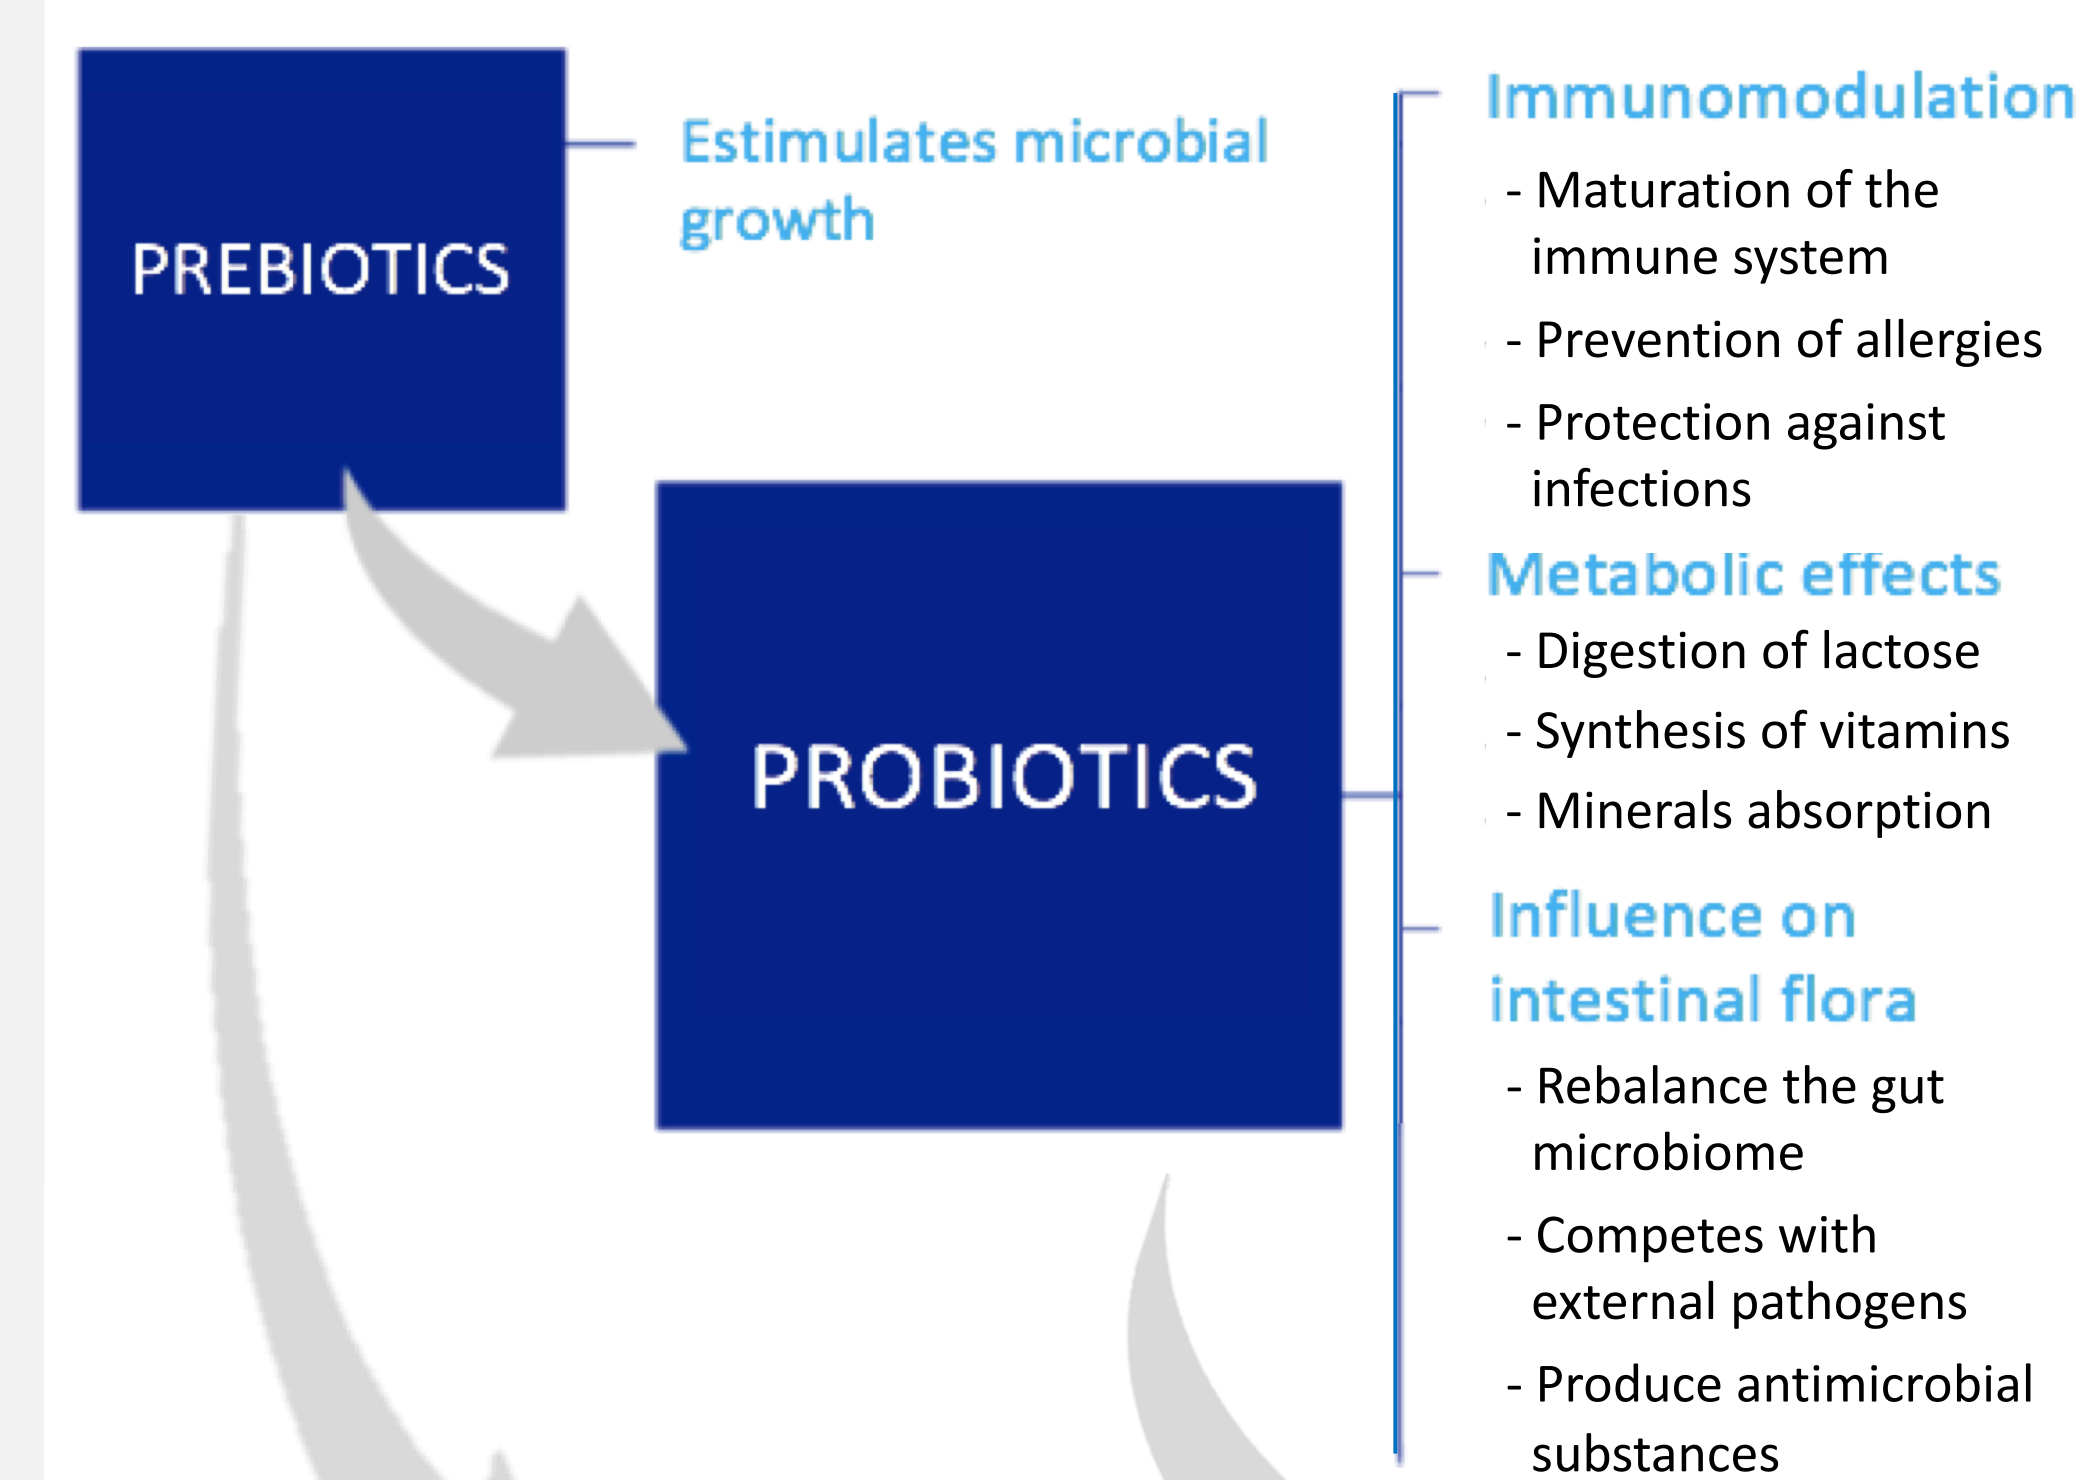 PREBIOTICS
Estimulates microbial
growth
PROBIOTICS
Immunomodulation
- Maturation of the
immune system
- Prevention of allergies
- Protection against
infections
Metabolic effects
- Digestion of lactose
- Synthesis of vitamins
- Minerals absorption
Influence on
intestinal flora
- Rebalance the gut
microbiome
- Competes with
external pathogens
- Produce antimicrobial
substances